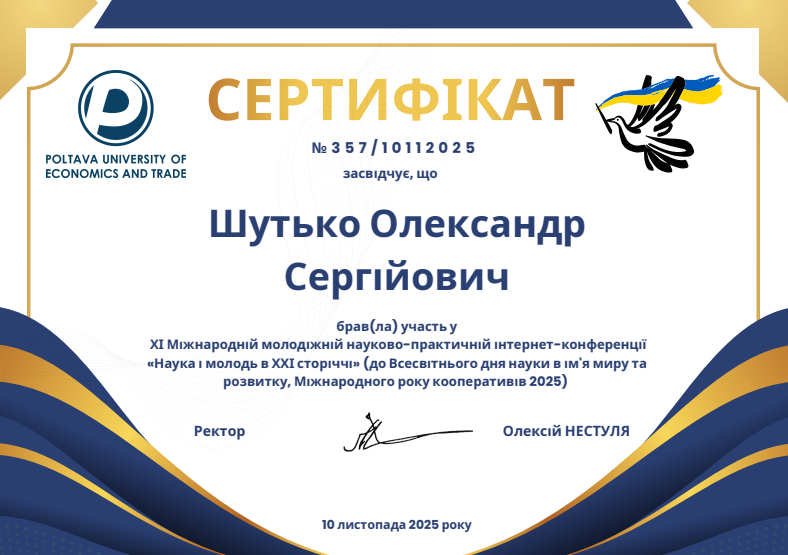 POLTAVA UNIVERSITY OF
ECONOMICS AND TRADE
СЕРТИФІКАТ
№ 357/10112025
засвідчує, що
Шутько Олександр
Сергійович
брав(ла) участь у
XI Міжнародній молодіжній науково-практичній інтернет-конференції
«Наука і молодь в XXI сторіччі» (до Всесвітнього дня науки в ім'я миру та
розвитку, Міжнародного року кооперативів 2025)
Ректор
Олексій НЕСТУЛЯ
10 листопада 2025 року